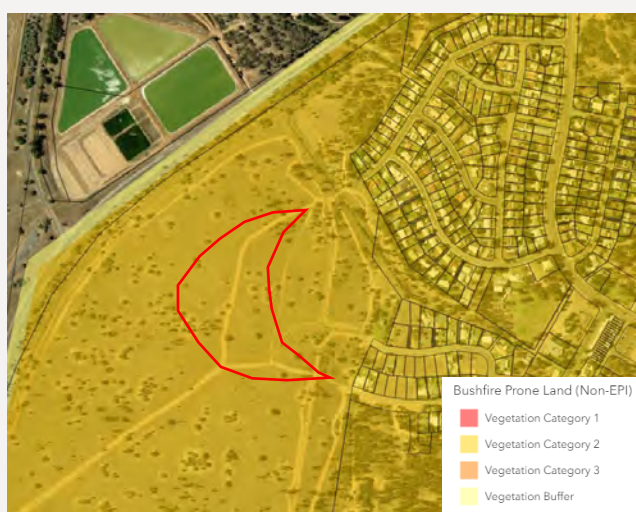 Bushfire Prone Land (Non-EPI)
Vegetation Category 1
Vegetation Category 2
Vegetation Category 3
Vegetation Buffer